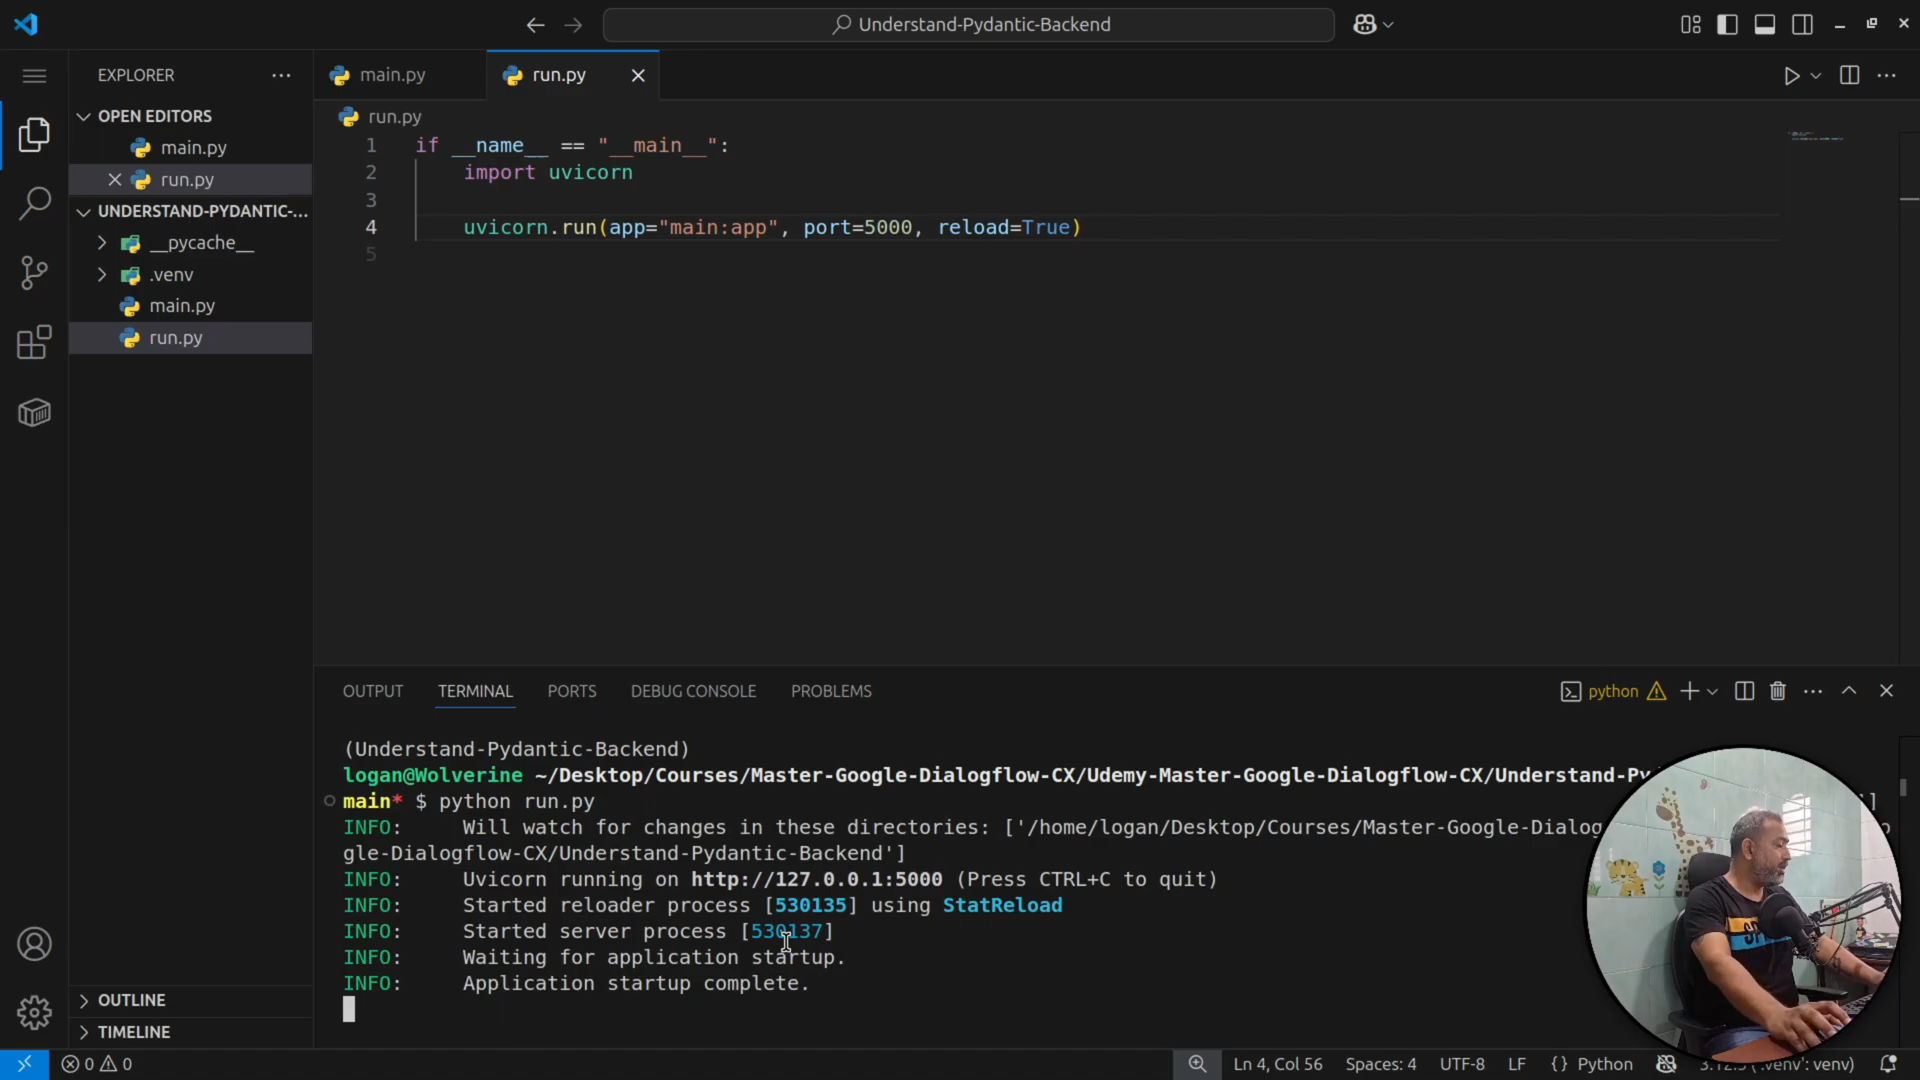 Understand-Pydantic-Backend
EXPLORER
main.py
run.py
OPEN EDITORS
main.py
run.py
UNDERSTAND-PYDANTIC-...
__pycache__
.venv
main.py
run.py
OUTLINE
TIMELINE
run.py
1 if __name__ == "__main__":
2 import uvicorn
3
4 uvicorn.run(app="main:app", port=5000, reload=True)
5
OUTPUT TERMINAL PORTS DEBUG CONSOLE PROBLEMS
python
(Understand-Pydantic-Backend)
logan@Wolverine ~/Desktop/Courses/Master-Google-Dialogflow-CX/Udemy-Master-Google-Dialogflow-CX/Understand-Py
main* $ python run.py
INFO: Will watch for changes in these directories: ['/home/logan/Desktop/Courses/Master-Google-Dialog
gle-Dialogflow-CX/Understand-Pydantic-Backend']
INFO: Uvicorn running on http://127.0.0.1:5000 (Press CTRL+C to quit)
INFO: Started reloader process [530135] using StatReload
INFO: Started server process [530137]
INFO: Waiting for application startup.
INFO: Application startup complete.
0 0
Ln 4, Col 56 Spaces: 4 UTF-8 LF {} Python